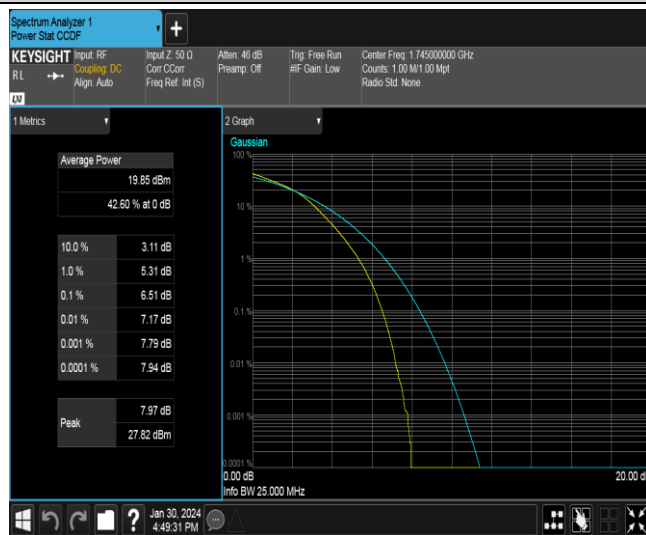 Spectrum Analyzer 1
Power Stat CCDF
KEYSIGHT
RL
LXI
Input: RF
Coupling: DC
Align: Auto
Input Z: 50 Ω
Corr CCorr
Freq Ref: Int (S)
Atten: 46 dB
Preamp: Off
Trig: Free Run
#IF Gain: Low
Center Freq: 1.745000000 GHz
Counts: 1.00 M/1.00 Mpt
Radio Std: None
1 Metrics
Average Power
19.85 dBm
42.60 % at 0 dB
10.0 % 3.11 dB
1.0 % 5.31 dB
0.1 % 6.51 dB
0.01 % 7.17 dB
0.001 % 7.79 dB
0.0001 % 7.94 dB
Peak
7.97 dB
27.82 dBm
2 Graph
Gaussian
100 %
10 %
1 %
0.1 %
0.01 %
0.001 %
0.0001 %
0.00 dB
20.00 d
Info BW 25.000 MHz
?
Jan 30, 2024
4:49:31 PM